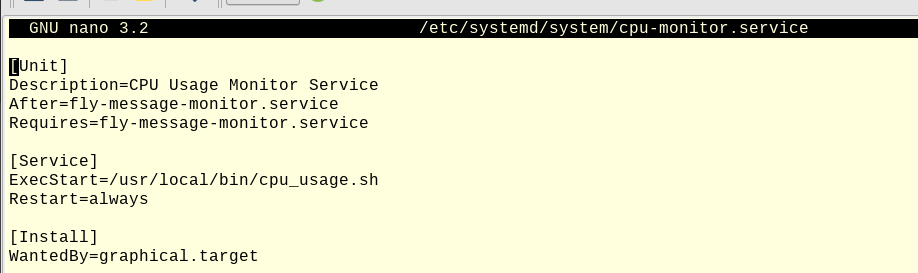 GNU nano 3.2 /etc/systemd/system/cpu-monitor.service
[Unit]
Description=CPU Usage Monitor Service
After=fly-message-monitor.service
Requires=fly-message-monitor.service
[Service]
ExecStart=/usr/local/bin/cpu_usage.sh
Restart=always
[Install]
WantedBy=graphical.target